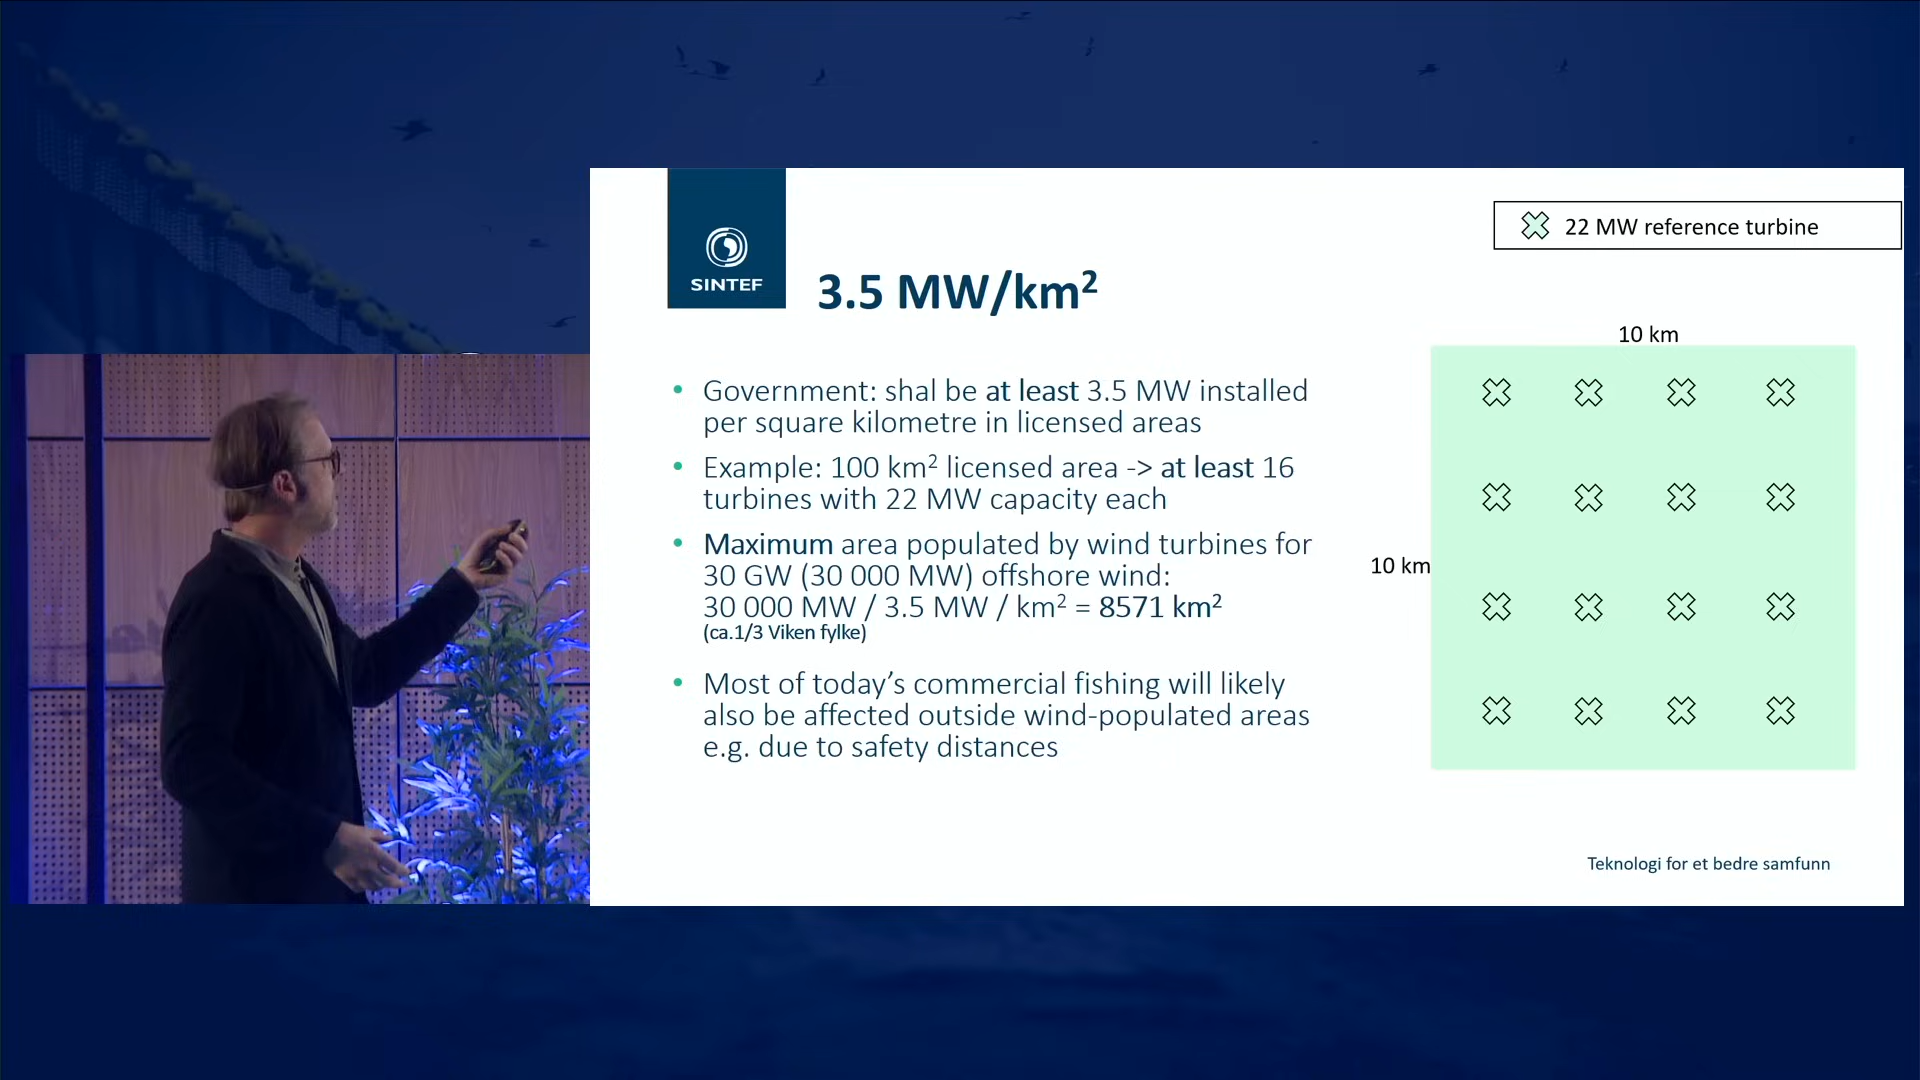 SINTEF
3.5 MW/km²
22 MW reference turbine
• Government: shal be at least 3.5 MW installed
per square kilometre in licensed areas
• Example: 100 km² licensed area -> at least 16
turbines with 22 MW capacity each
• Maximum area populated by wind turbines for
30 GW (30 000 MW) offshore wind:
30 000 MW / 3.5 MW / km² = 8571 km²
(ca.1/3 Viken fylke)
• Most of today’s commercial fishing will likely
also be affected outside wind-populated areas
e.g. due to safety distances
10 km
10 km
Teknologi for et bedre samfunn